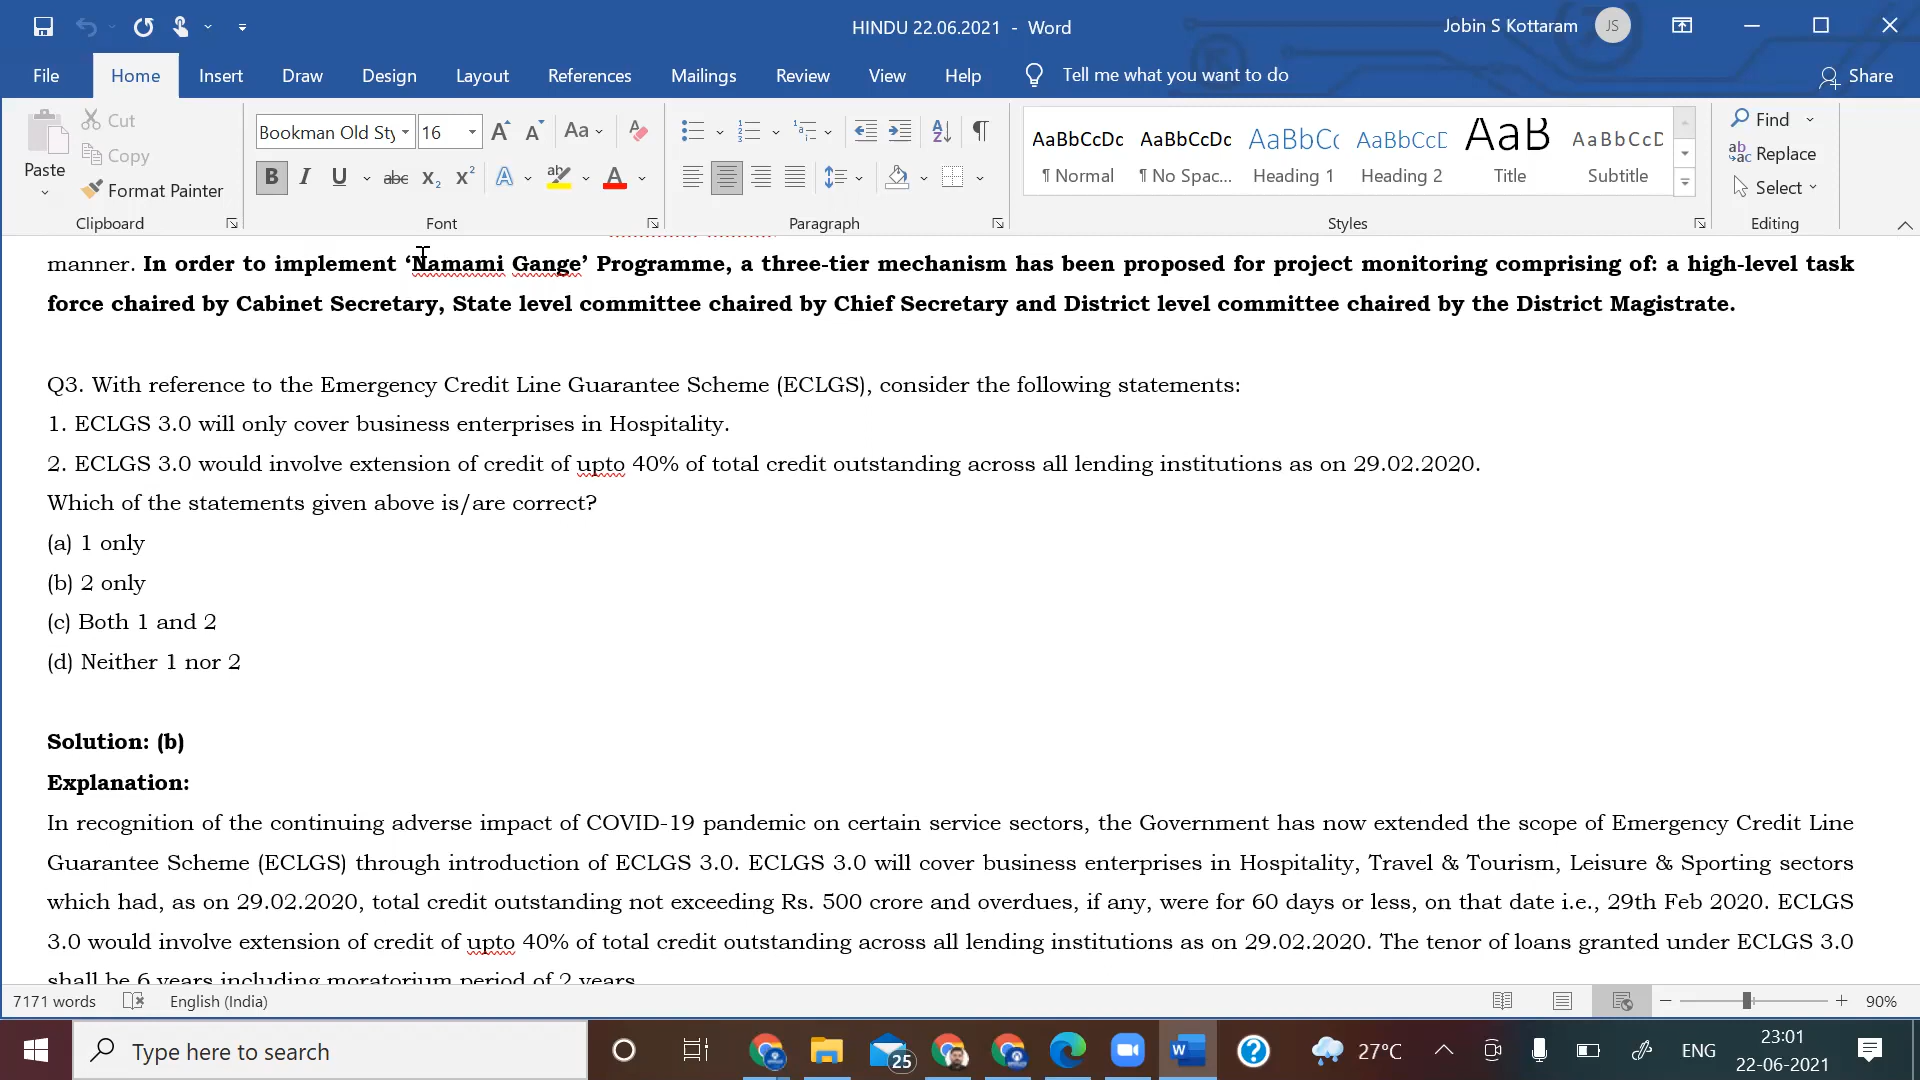 HINDU 22.06.2021 - Word
Jobin S Kottaram JS
File Home Insert Draw Design Layout References Mailings Review View Help Tell me what you want to do Share
Paste Cut Copy Format Painter
Clipboard
Bookman Old Sty 16
Font
Paragraph
AaBbCcDc AaBbCcDc AaBbCc AaBbCcD AaB AaBbCcD
¶ Normal ¶ No Spac... Heading 1 Heading 2 Title Subtitle
Styles
Find
Replace
Select
Editing
manner. In order to implement ‘Namami Gange’ Programme, a three-tier mechanism has been proposed for project monitoring comprising of: a high-level task
force chaired by Cabinet Secretary, State level committee chaired by Chief Secretary and District level committee chaired by the District Magistrate.
Q3. With reference to the Emergency Credit Line Guarantee Scheme (ECLGS), consider the following statements:
1. ECLGS 3.0 will only cover business enterprises in Hospitality.
2. ECLGS 3.0 would involve extension of credit of upto 40% of total credit outstanding across all lending institutions as on 29.02.2020.
Which of the statements given above is/are correct?
(a) 1 only
(b) 2 only
(c) Both 1 and 2
(d) Neither 1 nor 2
Solution: (b)
Explanation:
In recognition of the continuing adverse impact of COVID-19 pandemic on certain service sectors, the Government has now extended the scope of Emergency Credit Line
Guarantee Scheme (ECLGS) through introduction of ECLGS 3.0. ECLGS 3.0 will cover business enterprises in Hospitality, Travel & Tourism, Leisure & Sporting sectors
which had, as on 29.02.2020, total credit outstanding not exceeding Rs. 500 crore and overdues, if any, were for 60 days or less, on that date i.e., 29th Feb 2020. ECLGS
3.0 would involve extension of credit of upto 40% of total credit outstanding across all lending institutions as on 29.02.2020. The tenor of loans granted under ECLGS 3.0
shall be 6 years including moratorium period of 2 years.
7171 words English (India) 90%
Type here to search 25 27°C ENG 23:01
22-06-2021